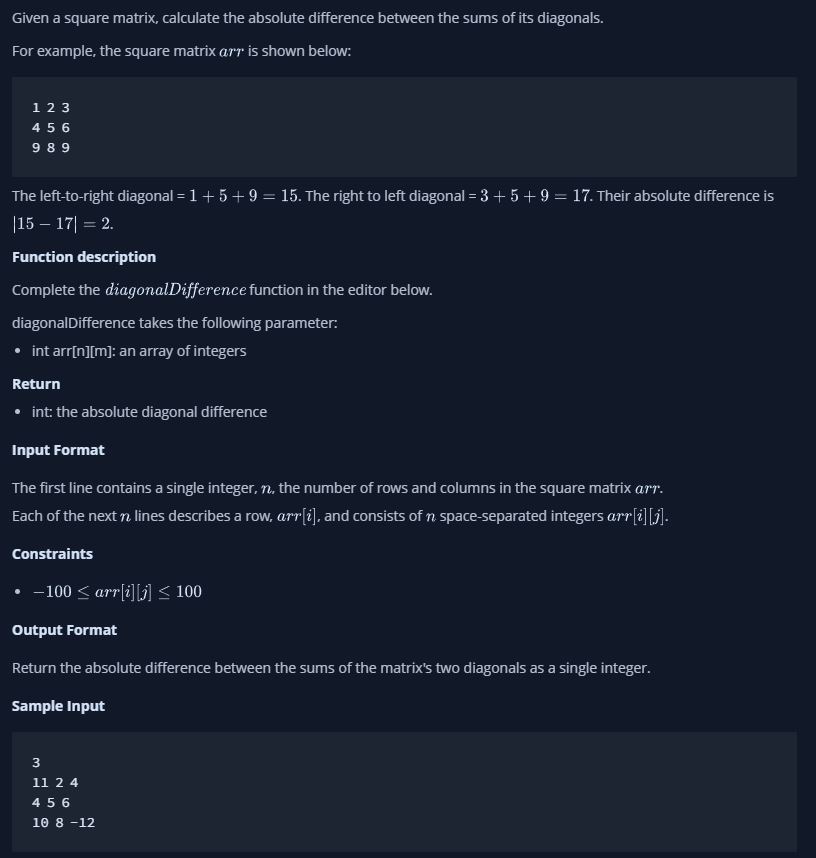 Given a square matrix, calculate the absolute difference between the sums of its diagonals.
For example, the square matrix arr is shown below:
1 2 3
4 5 6
9 8 9
The left-to-right diagonal = 1 + 5 + 9 = 15. The right to left diagonal = 3 + 5 + 9 = 17. Their absolute difference is
|15 − 17| = 2.
Function description
Complete the diagonalDifference function in the editor below.
diagonalDifference takes the following parameter:
• int arr[n][m]: an array of integers
Return
• int: the absolute diagonal difference
Input Format
The first line contains a single integer, n, the number of rows and columns in the square matrix arr.
Each of the next n lines describes a row, arr[i], and consists of n space-separated integers arr[i][j].
Constraints
• −100 ≤ arr[i][j] ≤ 100
Output Format
Return the absolute difference between the sums of the matrix's two diagonals as a single integer.
Sample Input
3
11 2 4
4 5 6
10 8 -12